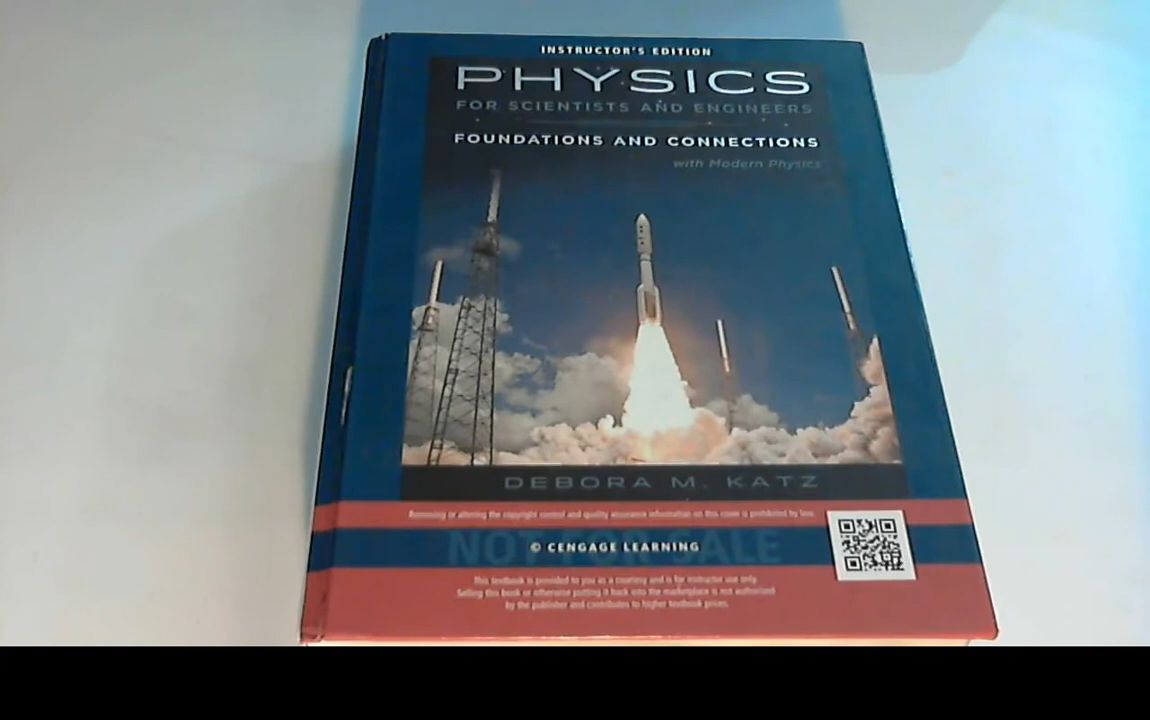 INSTRUCTOR'S EDITION
PHYSICS
FOR SCIENTISTS AND ENGINEERS
FOUNDATIONS AND CONNECTIONS
with Modern Physics
DEBORA M. KATZ
Removing or altering the copyright control and quality assurance information on this cover is prohibited by law.
NOT FOR SALE
© CENGAGE LEARNING
This textbook is provided to you as a courtesy and is for instructor use only.
Selling this book or otherwise putting it back into the marketplace is not authorized
by the publisher and contributes to higher textbook prices.